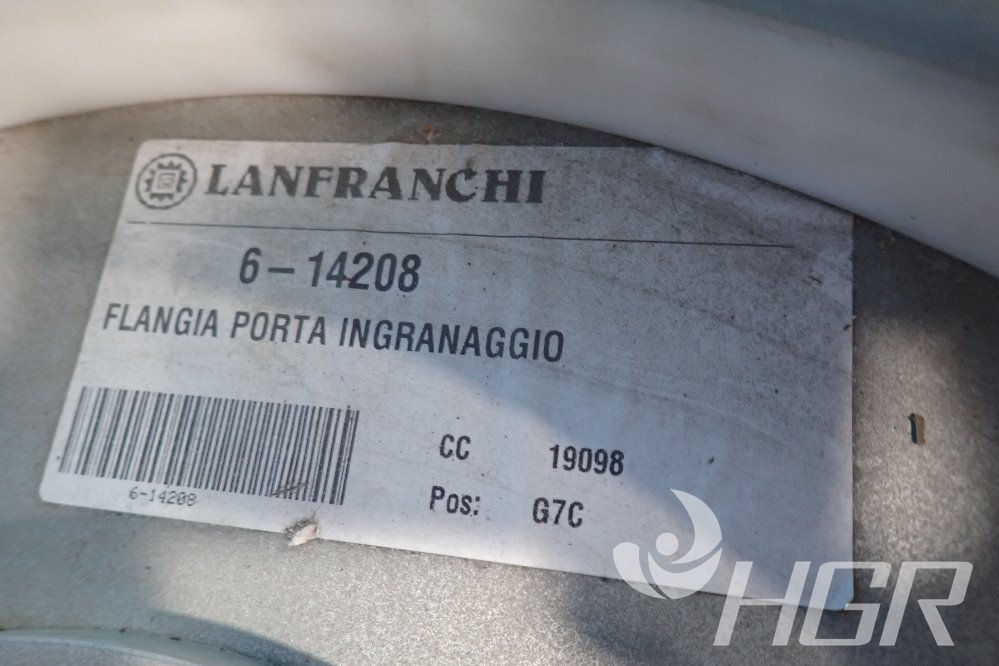 LANFRANCHI
6-14208
FLANGIA PORTA INGRANAGGIO
CC 19098
Pos: G7C
6-14208
HGR